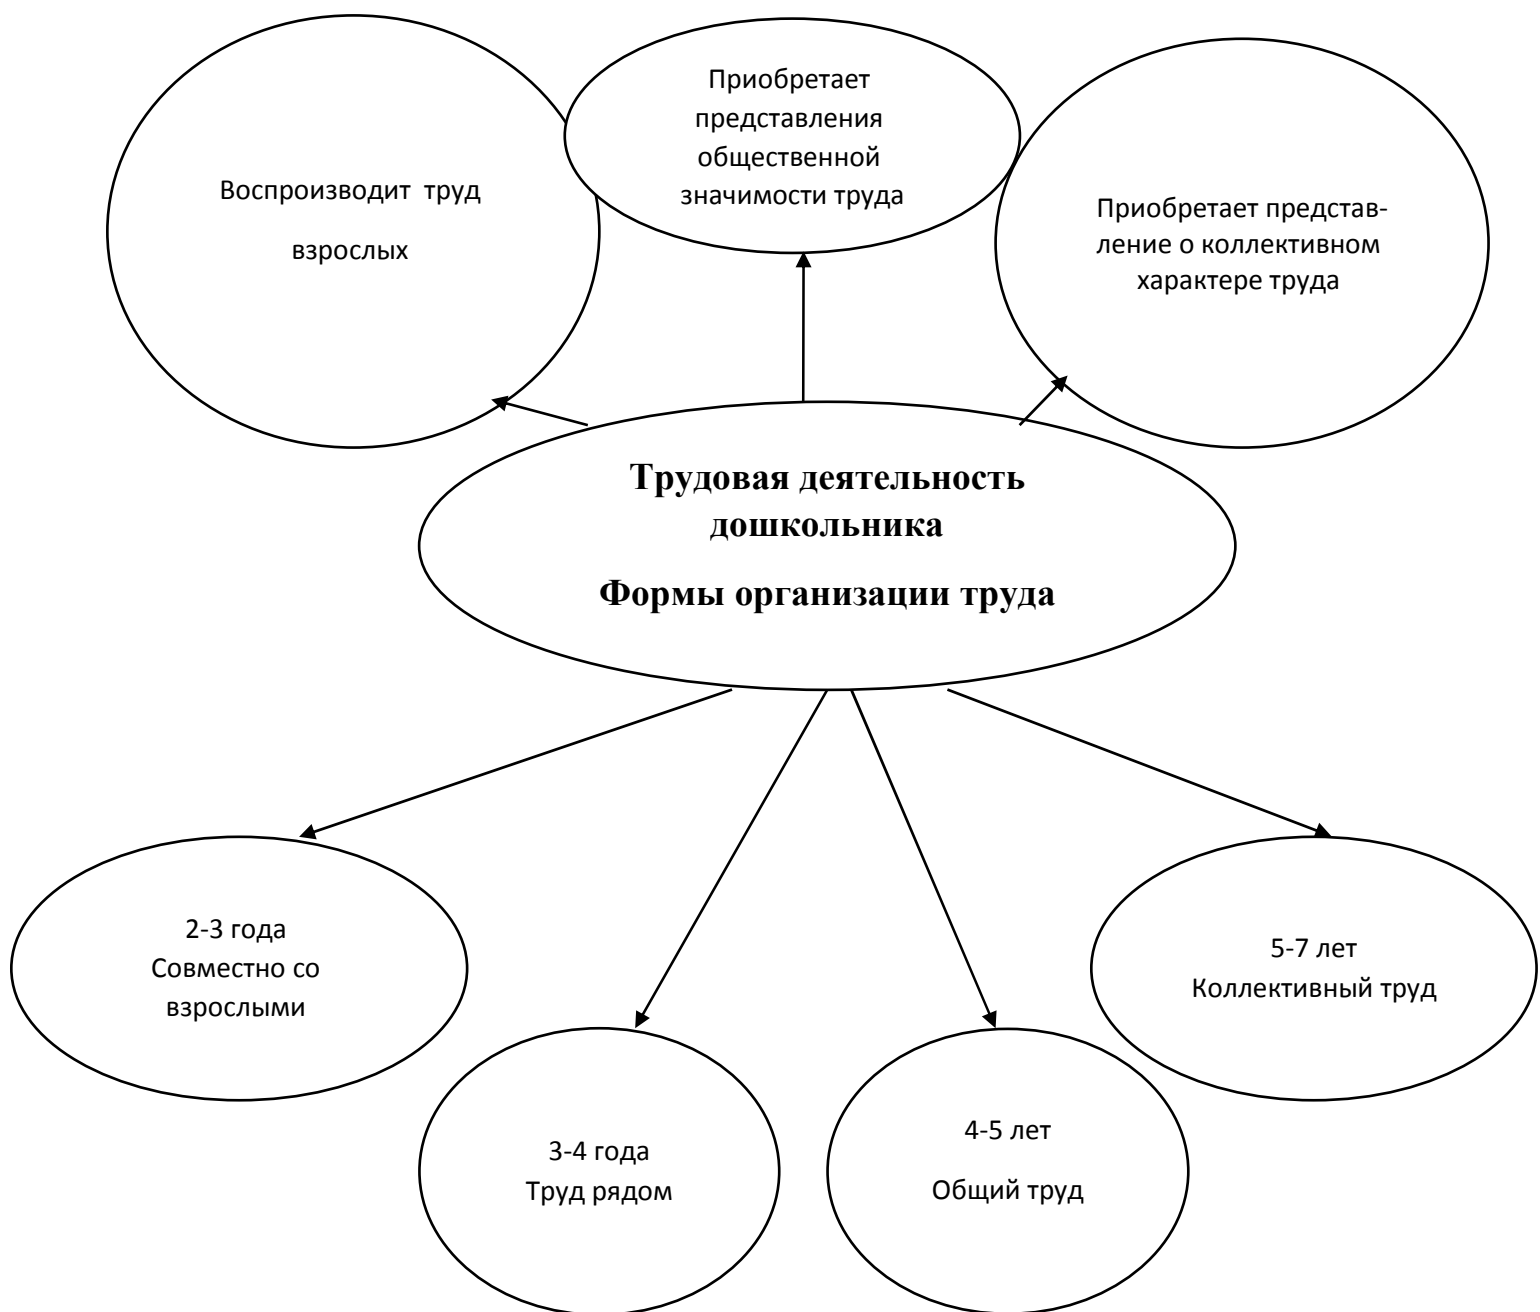 Воспроизводит труд
взрослых
Приобретает
представления
общественной
значимости труда
Приобретает представ-
ление о коллективном
характере труда
Трудовая деятельность
дошкольника
Формы организации труда
2-3 года
Совместно со
взрослыми
3-4 года
Труд рядом
4-5 лет
Общий труд
5-7 лет
Коллективный труд